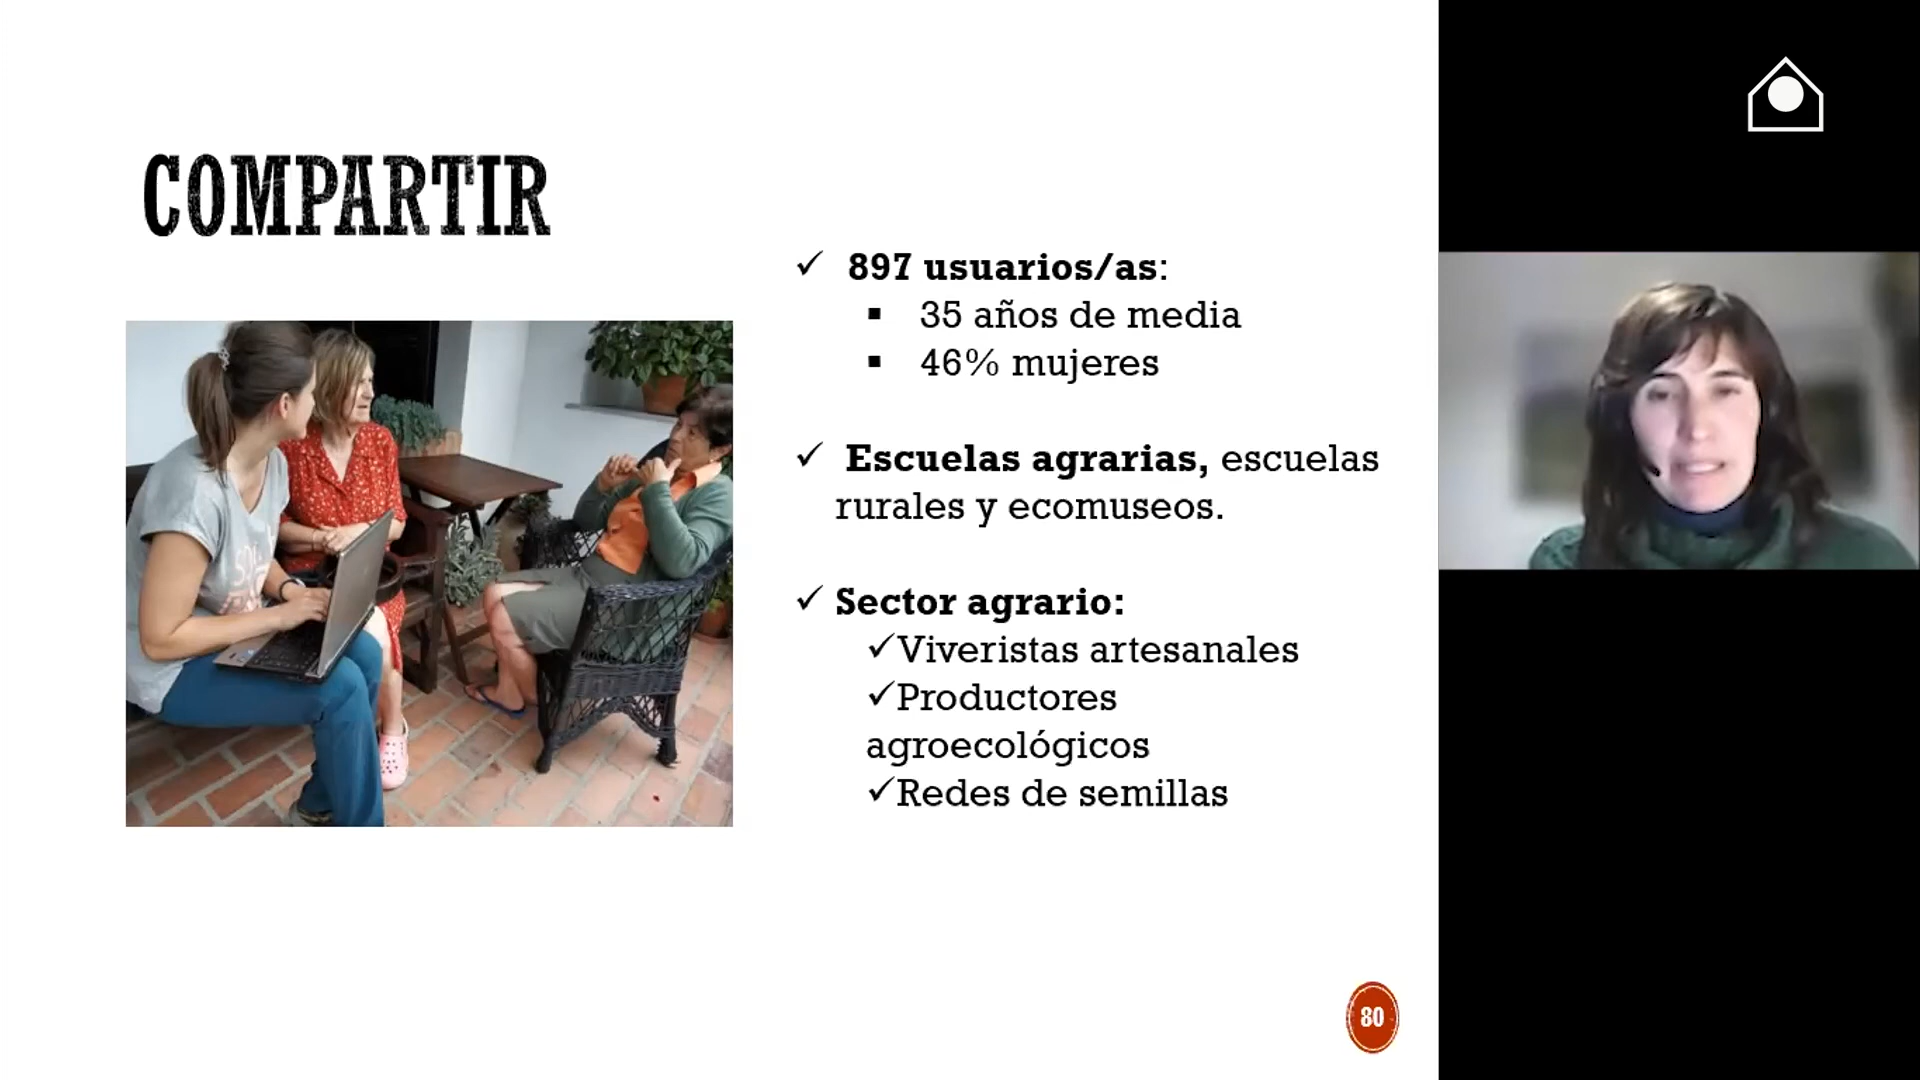 COMPARTIR
✓ 897 usuarios/as:
▪ 35 años de media
▪ 46% mujeres
✓ Escuelas agrarias, escuelas
rurales y ecomuseos.
✓ Sector agrario:
✓Viveristas artesanales
✓Productores
agroecológicos
✓Redes de semillas
80